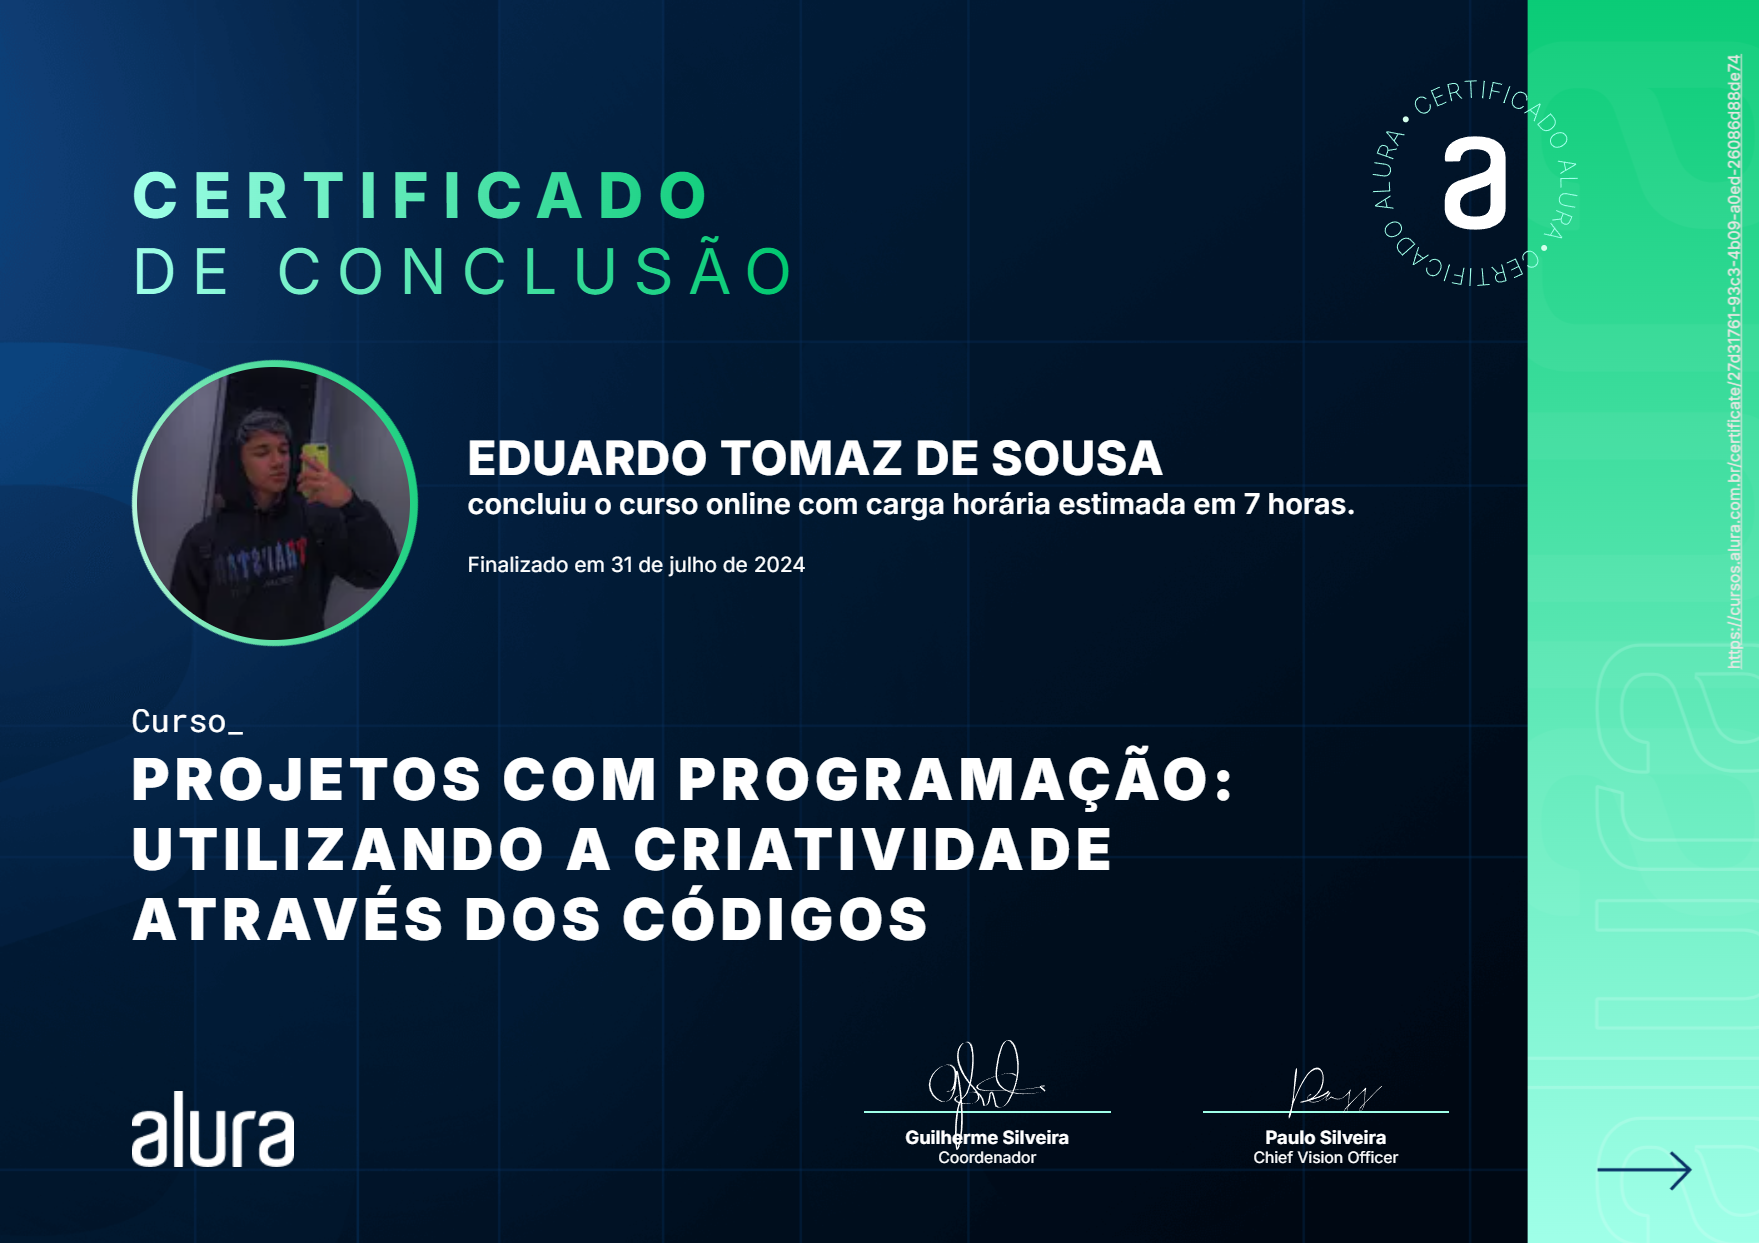 CERTIFICADO
DE CONCLUSÃO
CERTIFICADO ALURA • CERTIFICADO ALURA •
a
EDUARDO TOMAZ DE SOUSA
concluiu o curso online com carga horária estimada em 7 horas.
Finalizado em 31 de julho de 2024
Curso_
PROJETOS COM PROGRAMAÇÃO:
UTILIZANDO A CRIATIVIDADE
ATRAVÉS DOS CÓDIGOS
alura
Guilherme Silveira
Coordenador
Paulo Silveira
Chief Vision Officer
https://cursos.alura.com.br/certificate/27d31761-93c3-4b09-a0ed-26086d88de74
alura